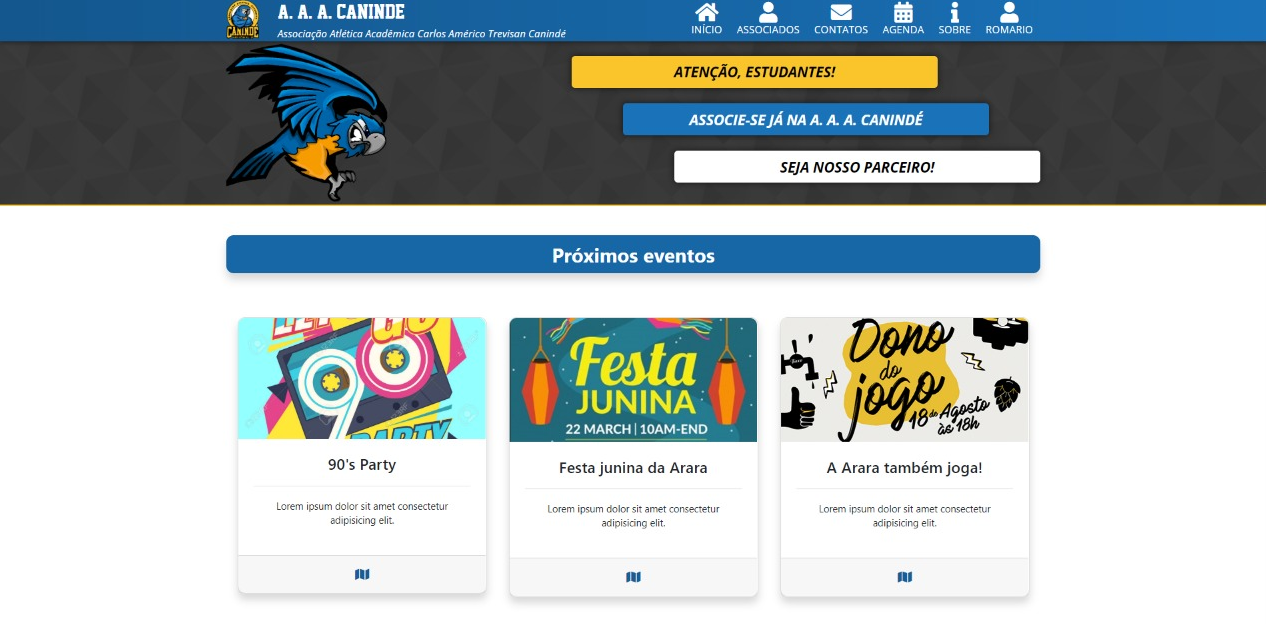 CANINDE
A. A. A. CANINDE
Associação Atlética Acadêmica Carlos Américo Trevisan Canindé
INÍCIO
ASSOCIADOS
CONTATOS
AGENDA
SOBRE
ROMARIO
ATENÇÃO, ESTUDANTES!
ASSOCIE-SE JÁ NA A. A. A. CANINDÉ
SEJA NOSSO PARCEIRO!
Próximos eventos
LET'S GO
90
PARTY
90's Party
Lorem ipsum dolor sit amet consectetur
adipisicing elit.
Festa
JUNINA
22 MARCH | 10AM-END
Festa junina da Arara
Lorem ipsum dolor sit amet consectetur
adipisicing elit.
Dono
do
jogo
18 de Agosto
às 18h
A Arara também joga!
Lorem ipsum dolor sit amet consectetur
adipisicing elit.